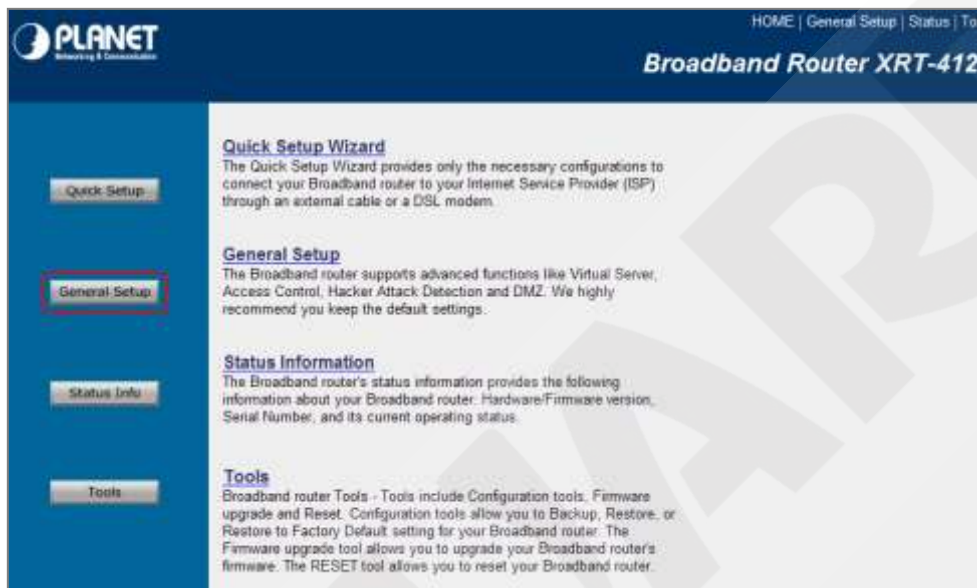 PLANET
Networking & Communication
HOME | General Setup | Status | To
Broadband Router XRT-412
Quick Setup
Quick Setup Wizard
The Quick Setup Wizard provides only the necessary configurations to
connect your Broadband router to your Internet Service Provider (ISP)
through an external cable or a DSL modem.
General Setup
General Setup
The Broadband router supports advanced functions like Virtual Server,
Access Control, Hacker Attack Detection and DMZ. We highly
recommend you keep the default settings.
Status Info
Status Information
The Broadband router's status information provides the following
information about your Broadband router: Hardware/Firmware version,
Serial Number, and its current operating status.
Tools
Tools
Broadband router Tools - Tools include Configuration tools, Firmware
upgrade and Reset. Configuration tools allow you to Backup, Restore, or
Restore to Factory Default setting for your Broadband router. The
Firmware upgrade tool allows you to upgrade your Broadband router's
firmware. The RESET tool allows you to reset your Broadband router.